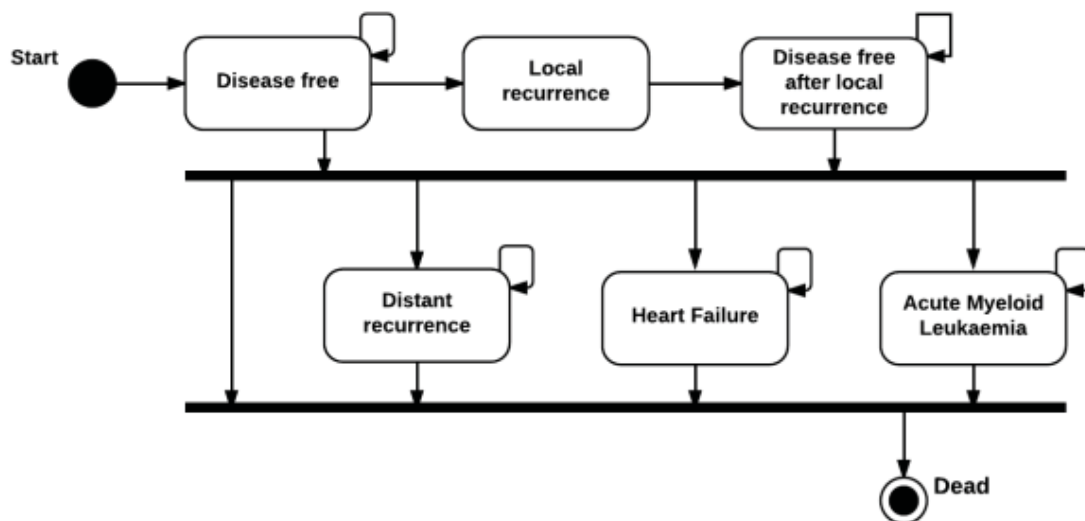 Start
Disease free
Local
recurrence
Disease free
after local
recurrence
Distant
recurrence
Heart Failure
Acute Myeloid
Leukaemia
Dead